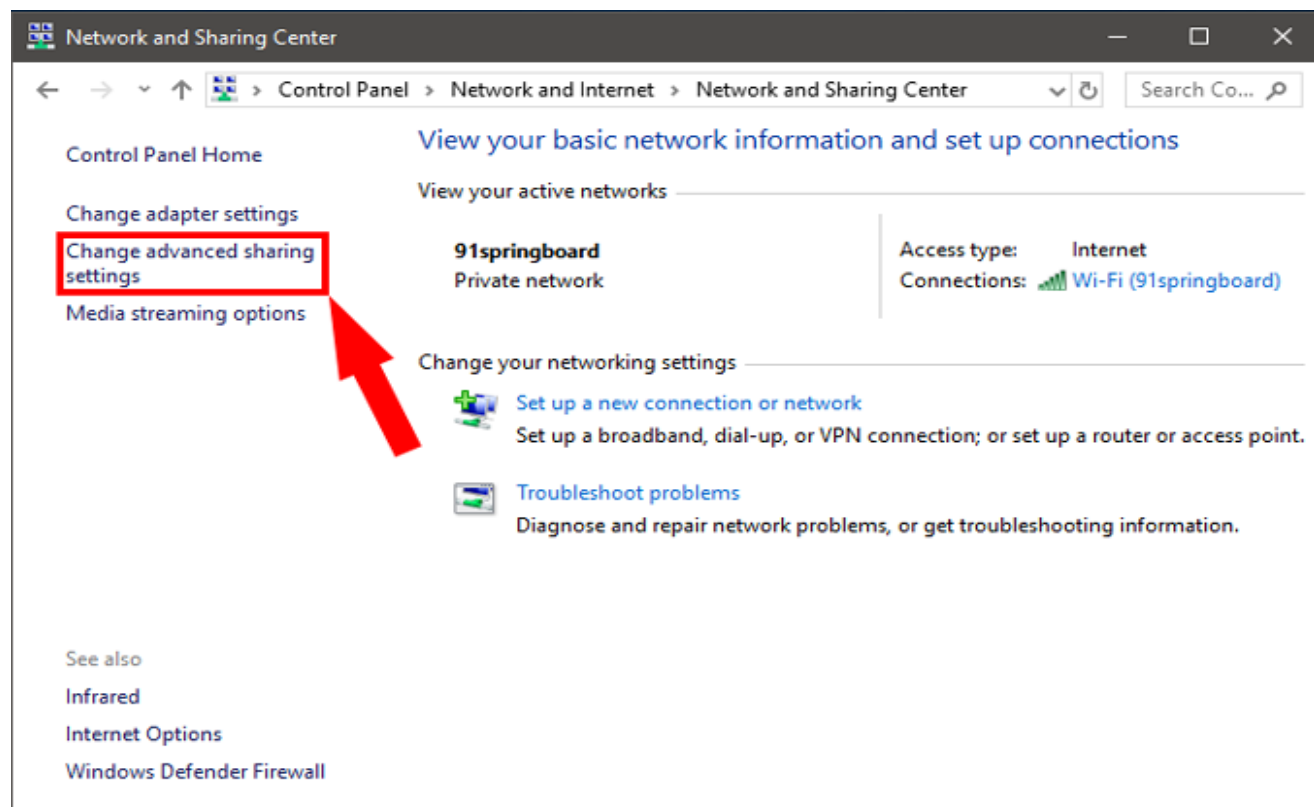 Network and Sharing Center
Control Panel > Network and Internet > Network and Sharing Center
Search Co...
Control Panel Home
Change adapter settings
Change advanced sharing
settings
Media streaming options
View your basic network information and set up connections
View your active networks
91springboard
Private network
Access type: Internet
Connections: Wi-Fi (91springboard)
Change your networking settings
Set up a new connection or network
Set up a broadband, dial-up, or VPN connection; or set up a router or access point.
Troubleshoot problems
Diagnose and repair network problems, or get troubleshooting information.
See also
Infrared
Internet Options
Windows Defender Firewall